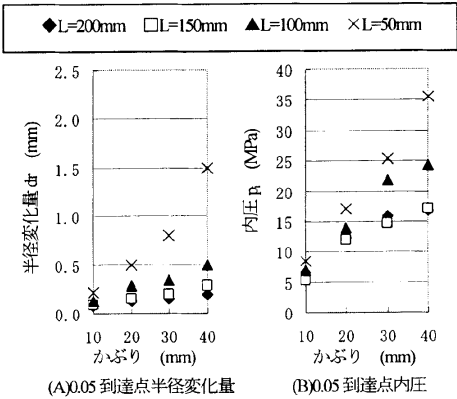 ◆L=200mm □L=150mm ▲L=100mm ×L=50mm
半径変化量 dr (mm)
2.5
2.0
1.5
1.0
0.5
0.0
10 20 30 40
かぶり (mm)
(A)0.05 到達点半径変化量
内圧 pi (MPa)
40
35
30
25
20
15
10
5
0
10 20 30 40
かぶり (mm)
(B)0.05 到達点内圧